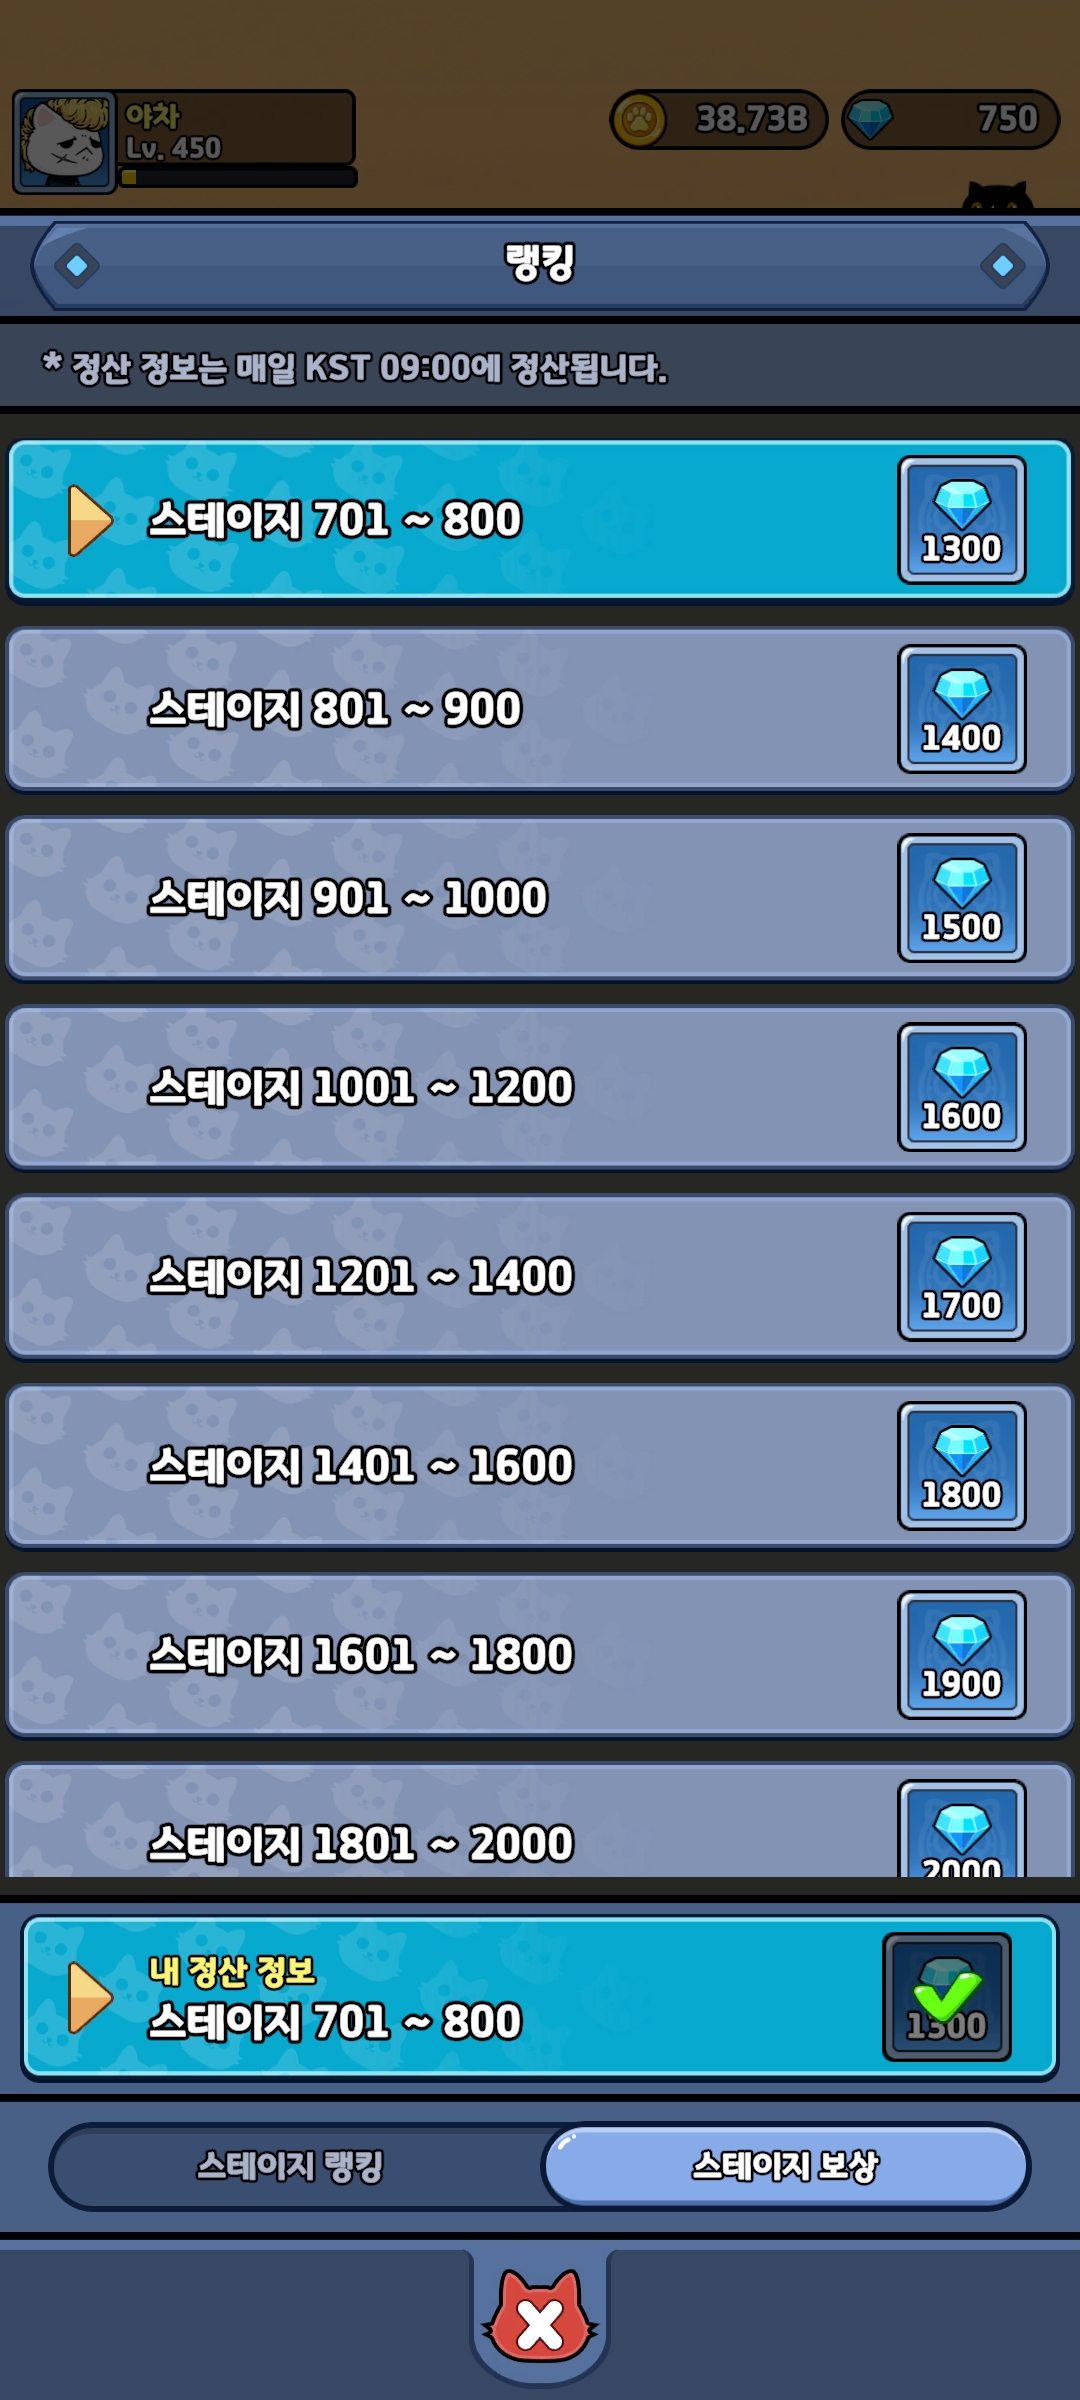 야차
Lv. 450
38.73B
750
랭킹
* 정산 정보는 매일 KST 09:00에 정산됩니다.
스테이지 701 ~ 800
1300
스테이지 801 ~ 900
1400
스테이지 901 ~ 1000
1500
스테이지 1001 ~ 1200
1600
스테이지 1201 ~ 1400
1700
스테이지 1401 ~ 1600
1800
스테이지 1601 ~ 1800
1900
스테이지 1801 ~ 2000
2000
내 정산 정보
스테이지 701 ~ 800
1300
스테이지 랭킹
스테이지 보상